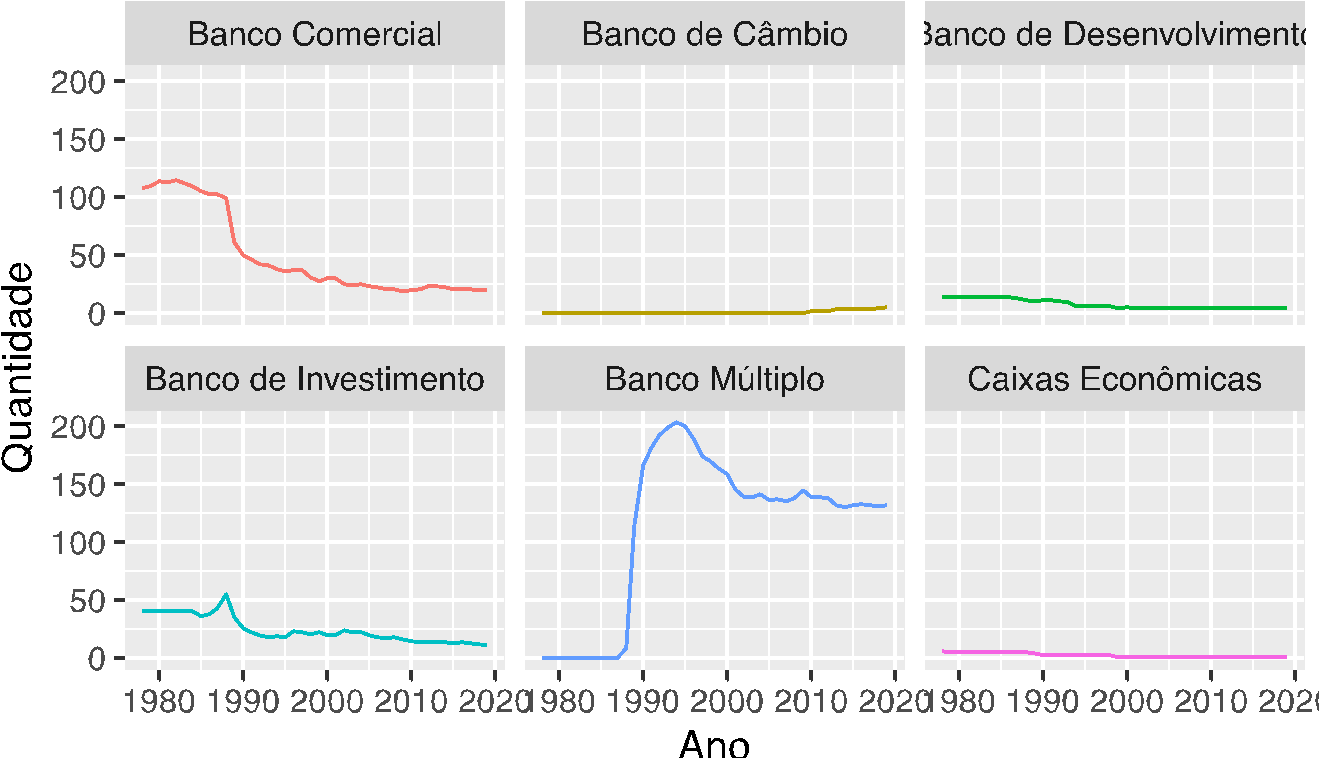 Banco Comercial
Banco de Câmbio
Banco de Desenvolvimento
200
150
100
50
0
Quantidade
Banco de Investimento
Banco Múltiplo
Caixas Econômicas
200
150
100
50
0
1980 1990 2000 2010 2020
1980 1990 2000 2010 2020
1980 1990 2000 2010 2020
Ano